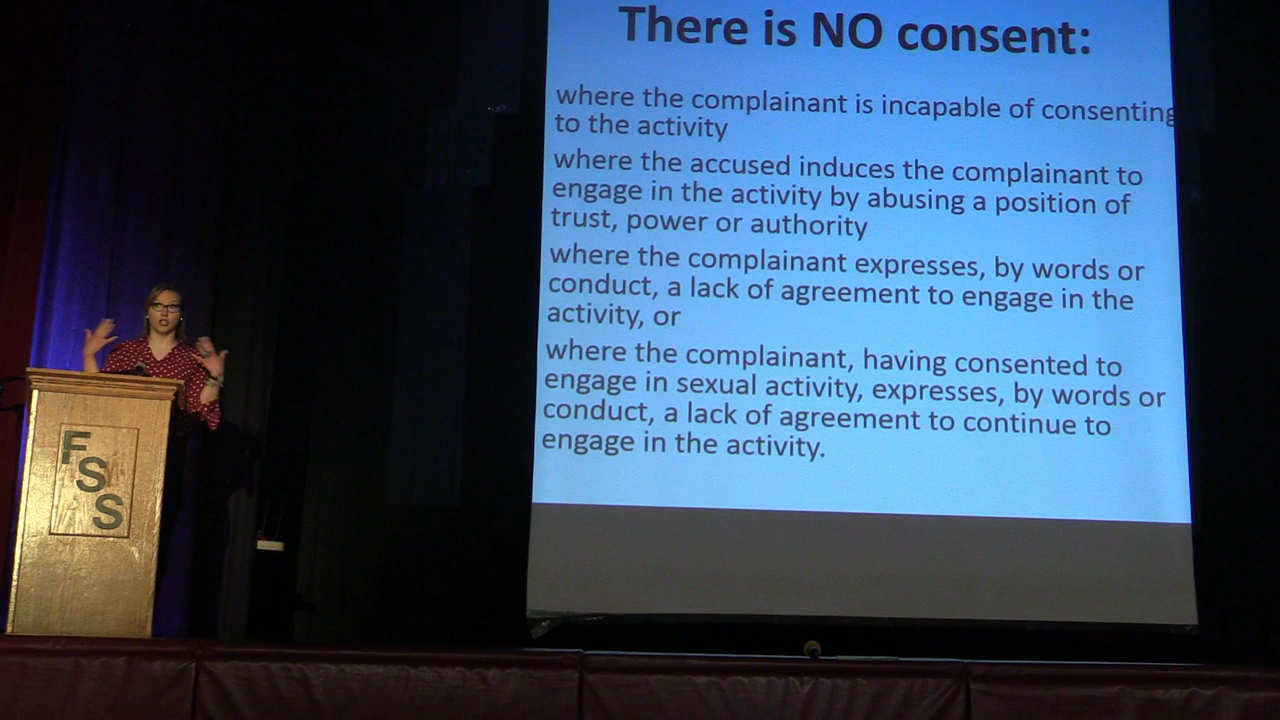 There is NO consent:
where the complainant is incapable of consenting
to the activity
where the accused induces the complainant to
engage in the activity by abusing a position of
trust, power or authority
where the complainant expresses, by words or
conduct, a lack of agreement to engage in the
activity, or
where the complainant, having consented to
engage in sexual activity, expresses, by words or
conduct, a lack of agreement to continue to
engage in the activity.
FSS